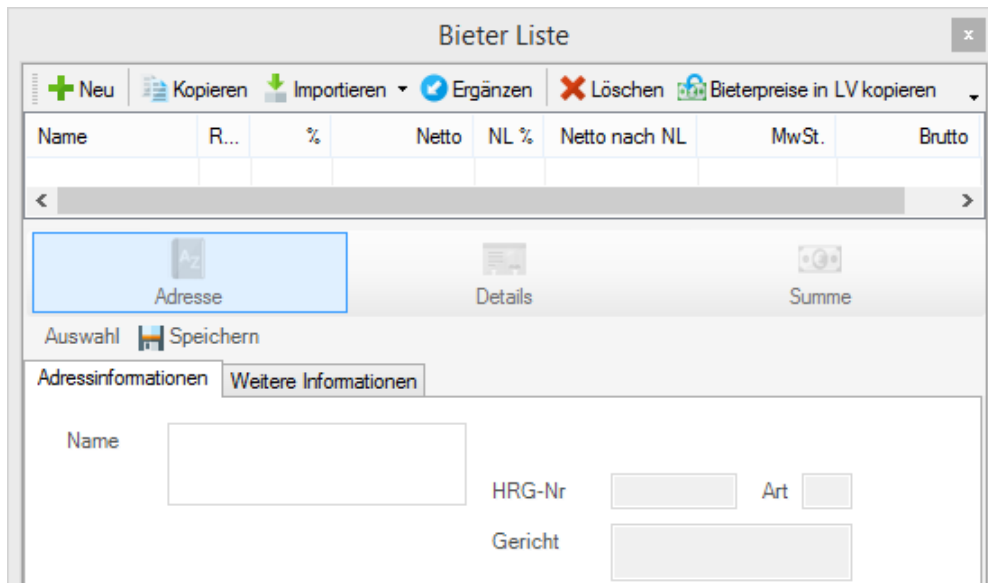 Bieter Liste
x
Neu Kopieren Importieren Ergänzen Löschen Bieterpreise in LV kopieren
Name R... % Netto NL % Netto nach NL MwSt. Brutto
AZ
Adresse Details Summe
Auswahl Speichern
Adressinformationen Weitere Informationen
Name
HRG-Nr Art
Gericht